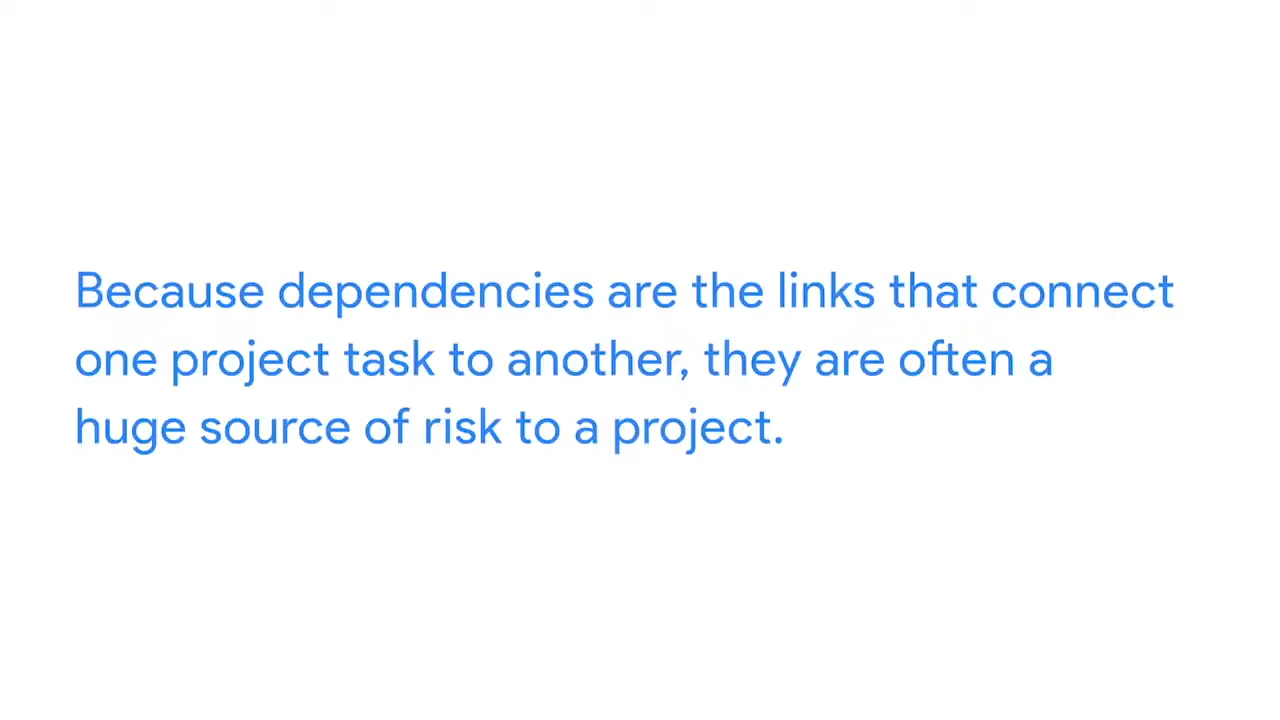 Because dependencies are the links that connect
one project task to another, they are often a
huge source of risk to a project.